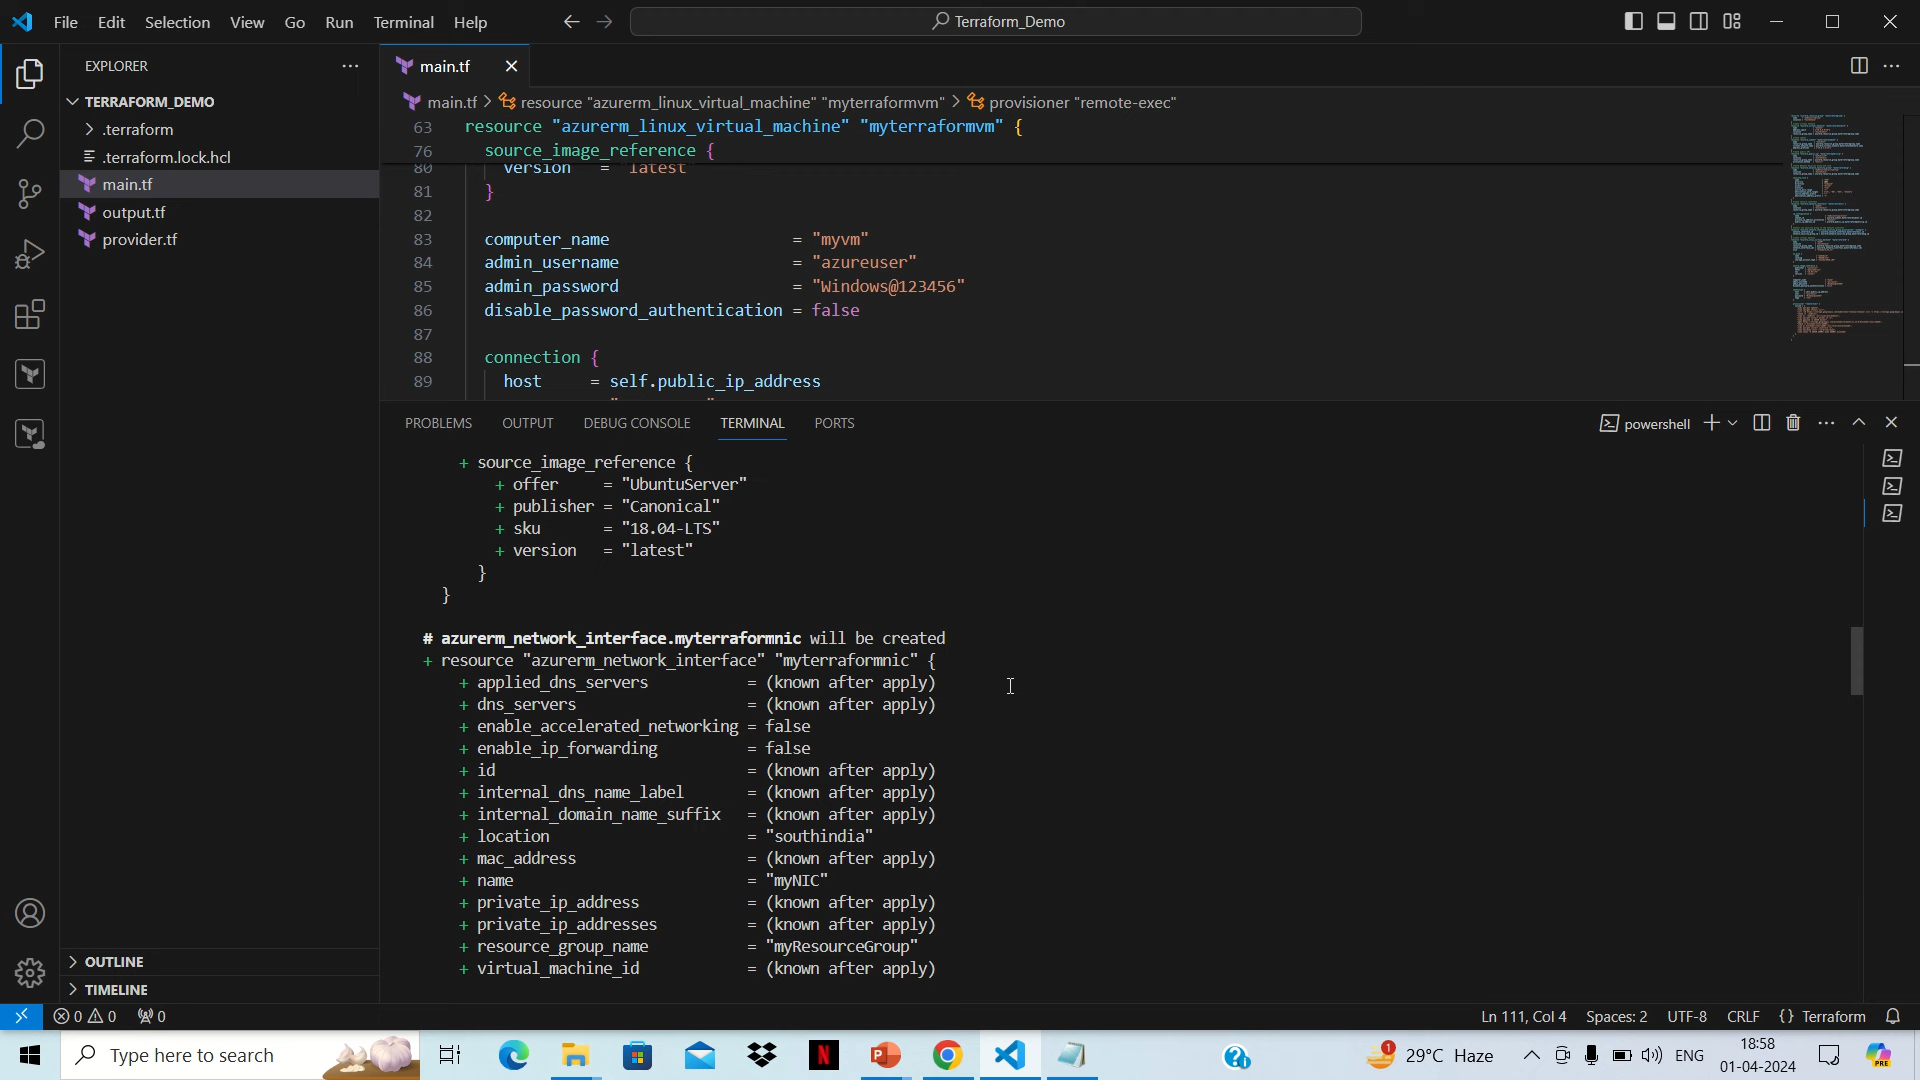 File Edit Selection View Go Run Terminal Help
Terraform_Demo
EXPLORER
TERRAFORM_DEMO
.terraform
.terraform.lock.hcl
main.tf
output.tf
provider.tf
OUTLINE
TIMELINE
main.tf
main.tf > resource "azurerm_linux_virtual_machine" "myterraformvm" > provisioner "remote-exec"
63 resource "azurerm_linux_virtual_machine" "myterraformvm" {
76 source_image_reference {
80 version = "latest"
81 }
82
83 computer_name = "myvm"
84 admin_username = "azureuser"
85 admin_password = "Windows@123456"
86 disable_password_authentication = false
87
88 connection {
89 host = self.public_ip_address
PROBLEMS OUTPUT DEBUG CONSOLE TERMINAL PORTS
powershell
+ source_image_reference {
+ offer = "UbuntuServer"
+ publisher = "Canonical"
+ sku = "18.04-LTS"
+ version = "latest"
}
}
# azurerm_network_interface.myterraformnic will be created
+ resource "azurerm_network_interface" "myterraformnic" {
+ applied_dns_servers = (known after apply)
+ dns_servers = (known after apply)
+ enable_accelerated_networking = false
+ enable_ip_forwarding = false
+ id = (known after apply)
+ internal_dns_name_label = (known after apply)
+ internal_domain_name_suffix = (known after apply)
+ location = "southindia"
+ mac_address = (known after apply)
+ name = "myNIC"
+ private_ip_address = (known after apply)
+ private_ip_addresses = (known after apply)
+ resource_group_name = "myResourceGroup"
+ virtual_machine_id = (known after apply)
0 0 0
Ln 111, Col 4 Spaces: 2 UTF-8 CRLF {} Terraform
Type here to search
1
29°C Haze
ENG
18:58
01-04-2024
PRE